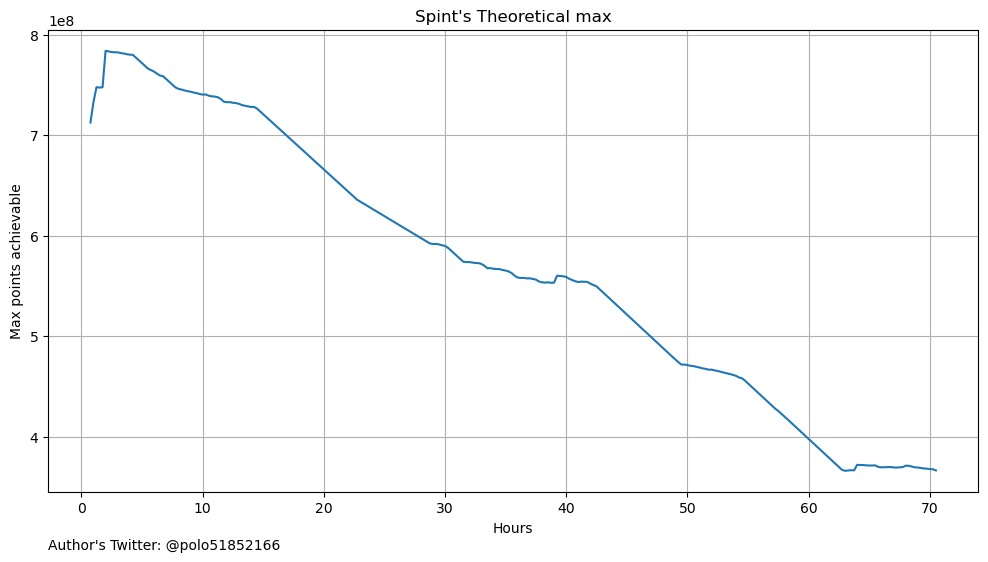 Spint's Theoretical max
1e8
8
7
6
5
4
Max points achievable
0 10 20 30 40 50 60 70
Hours
Author's Twitter: @polo51852166